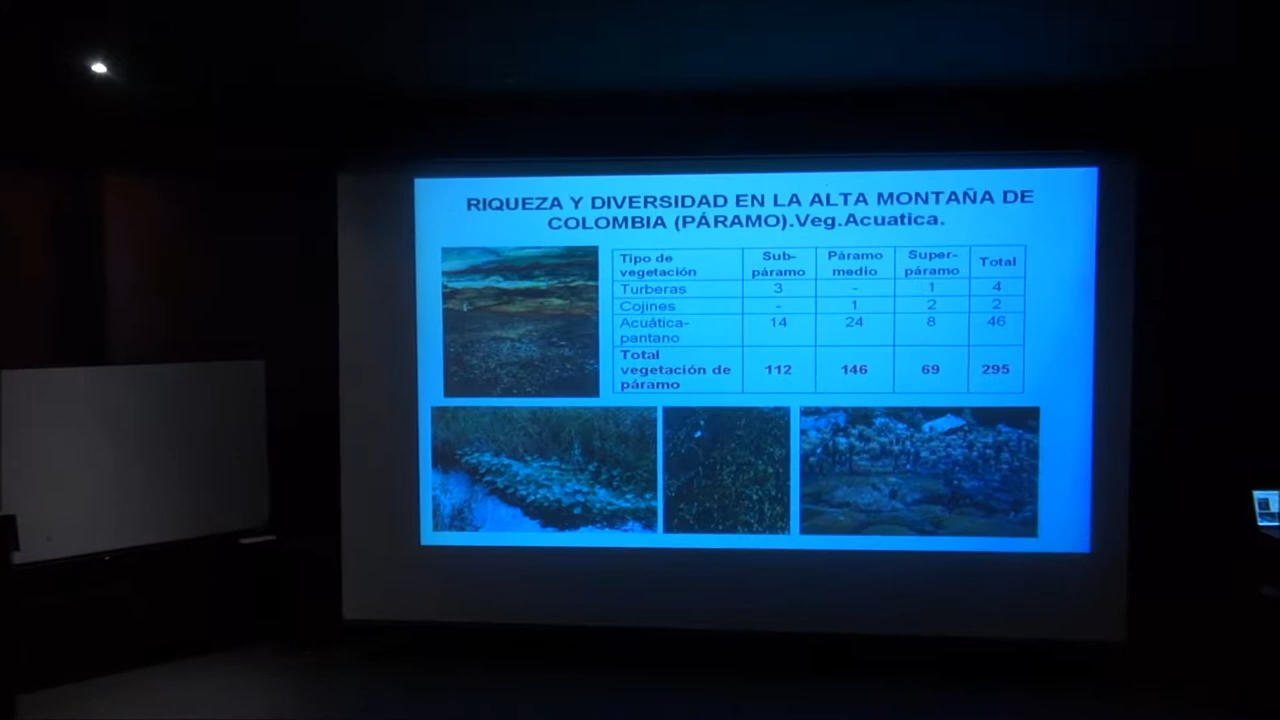 RIQUEZA Y DIVERSIDAD EN LA ALTA MONTAÑA DE
COLOMBIA (PÁRAMO).Veg.Acuatica.
Tipo de vegetación Sub-páramo Páramo medio Super-páramo Total
Turberas 3 - 1 4
Cojines - 1 2 2
Acuática-pantano 14 24 8 46
Total vegetación de páramo 112 146 69 295